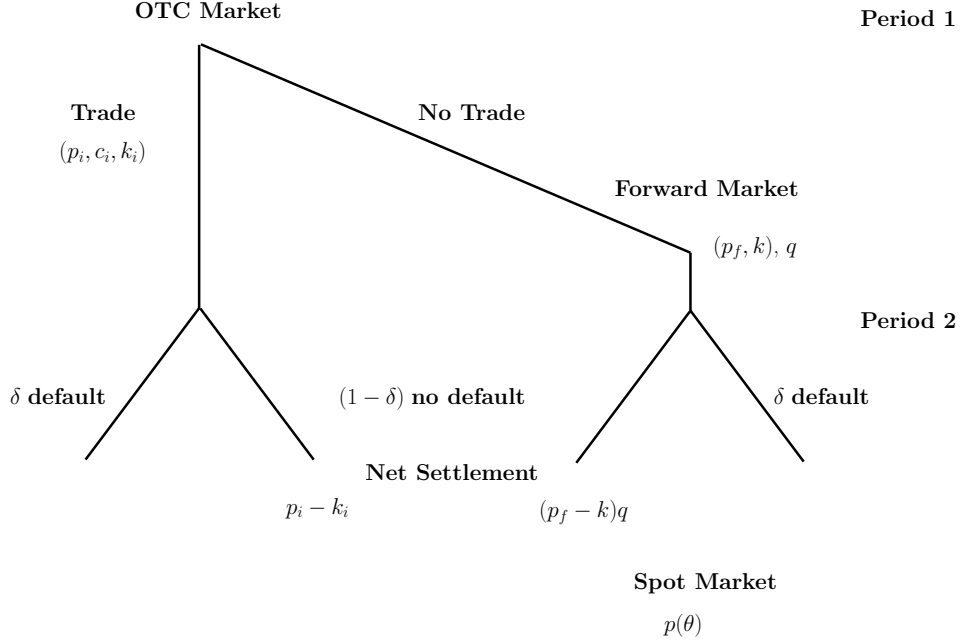 OTC Market
Period 1
Trade
No Trade
(p_i, c_i, k_i)
Forward Market
(p_f, k), q
Period 2
δ default
(1 − δ) no default
δ default
Net Settlement
p_i − k_i
(p_f − k)q
Spot Market
p(θ)